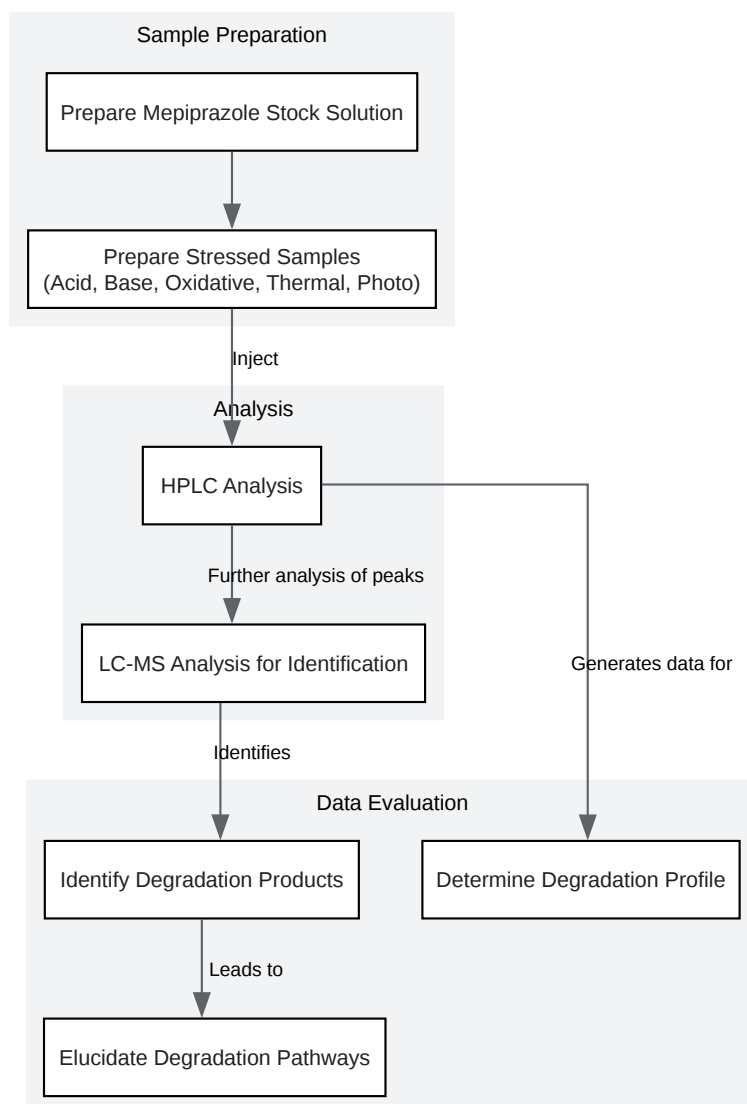 Sample Preparation
Prepare Mepiprazole Stock Solution
Prepare Stressed Samples
(Acid, Base, Oxidative, Thermal, Photo)
Inject
Analysis
HPLC Analysis
Further analysis of peaks
LC-MS Analysis for Identification
Generates data for
Identifies
Data Evaluation
Identify Degradation Products
Determine Degradation Profile
Leads to
Elucidate Degradation Pathways